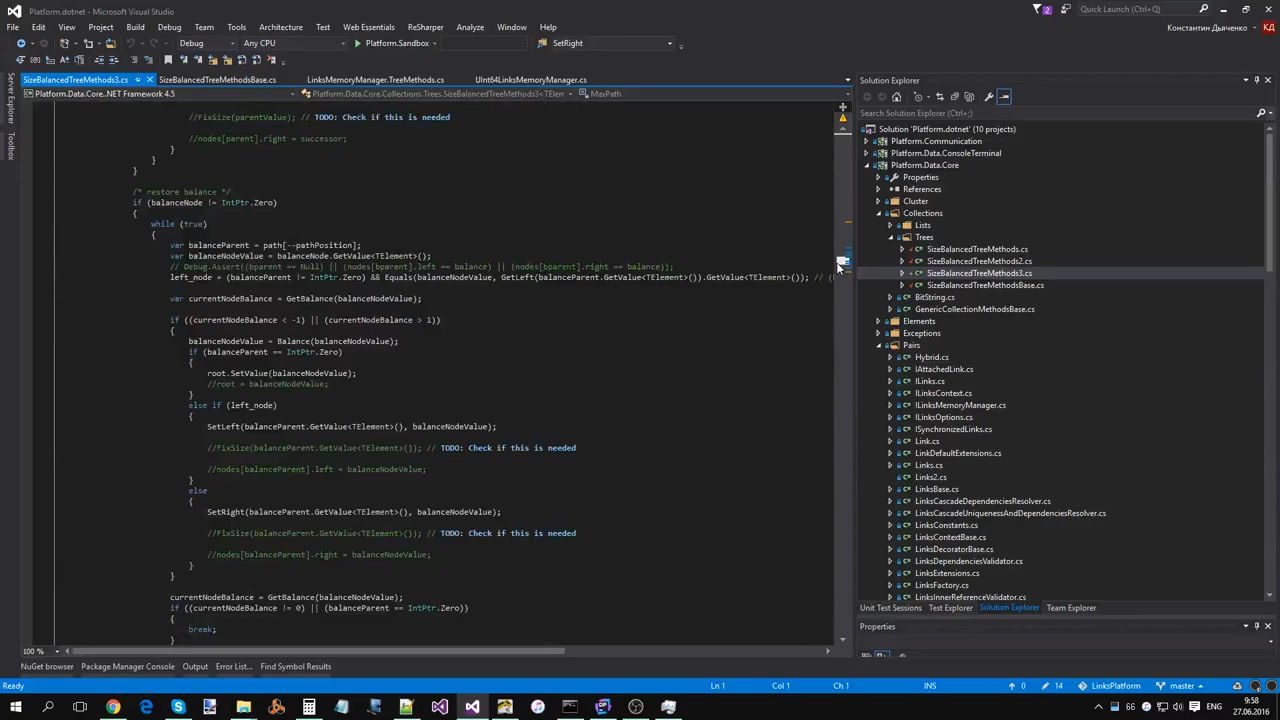 Platform.dotnet - Microsoft Visual Studio
2
Quick Launch (Ctrl+Q)
File Edit View Project Build Debug Team Tools Architecture Test Web Essentials ReSharper Analyze Window Help
Константин Дьяченко КД
Debug Any CPU Platform.Sandbox SetRight
SizeBalancedTreeMethods3.cs SizeBalancedTreeMethodsBase.cs LinksMemoryManager.TreeMethods.cs UInt64LinksMemoryManager.cs
Platform.Data.Core..NET Framework 4.5 Platform.Data.Core.Collections.Trees.SizeBalancedTreeMethods3<TElem MaxPath
Server Explorer
Toolbox
//FixSize(parentValue); // TODO: Check if this is needed
//nodes[parent].right = successor;
}
}
}
/* restore balance */
if (balanceNode != IntPtr.Zero)
{
while (true)
{
var balanceParent = path[--pathPosition];
var balanceNodeValue = balanceNode.GetValue<TElement>();
// Debug.Assert((bparent == Null) || (nodes[bparent].left == balance) || (nodes[bparent].right == balance));
left_node = (balanceParent != IntPtr.Zero) && Equals(balanceNodeValue, GetLeft(balanceParent.GetValue<TElement>()).GetValue<TElement>()); // (b
var currentNodeBalance = GetBalance(balanceNodeValue);
if ((currentNodeBalance < -1) || (currentNodeBalance > 1))
{
balanceNodeValue = Balance(balanceNodeValue);
if (balanceParent == IntPtr.Zero)
{
root.SetValue(balanceNodeValue);
//root = balanceNodeValue;
}
else if (left_node)
{
SetLeft(balanceParent.GetValue<TElement>(), balanceNodeValue);
//FixSize(balanceParent.GetValue<TElement>()); // TODO: Check if this is needed
//nodes[balanceParent].left = balanceNodeValue;
}
else
{
SetRight(balanceParent.GetValue<TElement>(), balanceNodeValue);
//FixSize(balanceParent.GetValue<TElement>()); // TODO: Check if this is needed
//nodes[balanceParent].right = balanceNodeValue;
}
}
currentNodeBalance = GetBalance(balanceNodeValue);
if ((currentNodeBalance != 0) || (balanceParent == IntPtr.Zero))
{
break;
}
100 %
Solution Explorer
Search Solution Explorer (Ctrl+;)
Solution 'Platform.dotnet' (10 projects)
Platform.Communication
Platform.Data.ConsoleTerminal
Platform.Data.Core
Properties
References
Cluster
Collections
Lists
Trees
SizeBalancedTreeMethods.cs
SizeBalancedTreeMethods2.cs
SizeBalancedTreeMethods3.cs
SizeBalancedTreeMethodsBase.cs
BitString.cs
GenericCollectionMethodsBase.cs
Elements
Exceptions
Pairs
Hybrid.cs
IAttachedLink.cs
ILinks.cs
ILinksContext.cs
ILinksMemoryManager.cs
ILinksOptions.cs
ISynchronizedLinks.cs
Link.cs
LinkDefaultExtensions.cs
Links.cs
Links2.cs
LinksBase.cs
LinksCascadeDependenciesResolver.cs
LinksCascadeUniquenessAndDependenciesResolver.cs
LinksConstants.cs
LinksContextBase.cs
LinksDecoratorBase.cs
LinksDependenciesValidator.cs
LinksExtensions.cs
LinksFactory.cs
LinksInnerReferenceValidator.cs
Unit Test Sessions Test Explorer Solution Explorer Team Explorer
Properties
NuGet browser Package Manager Console Output Error List... Find Symbol Results
Ready Ln 1 Col 1 Ch 1 INS 0 14 LinksPlatform master
ENG 9:58
27.06.2016